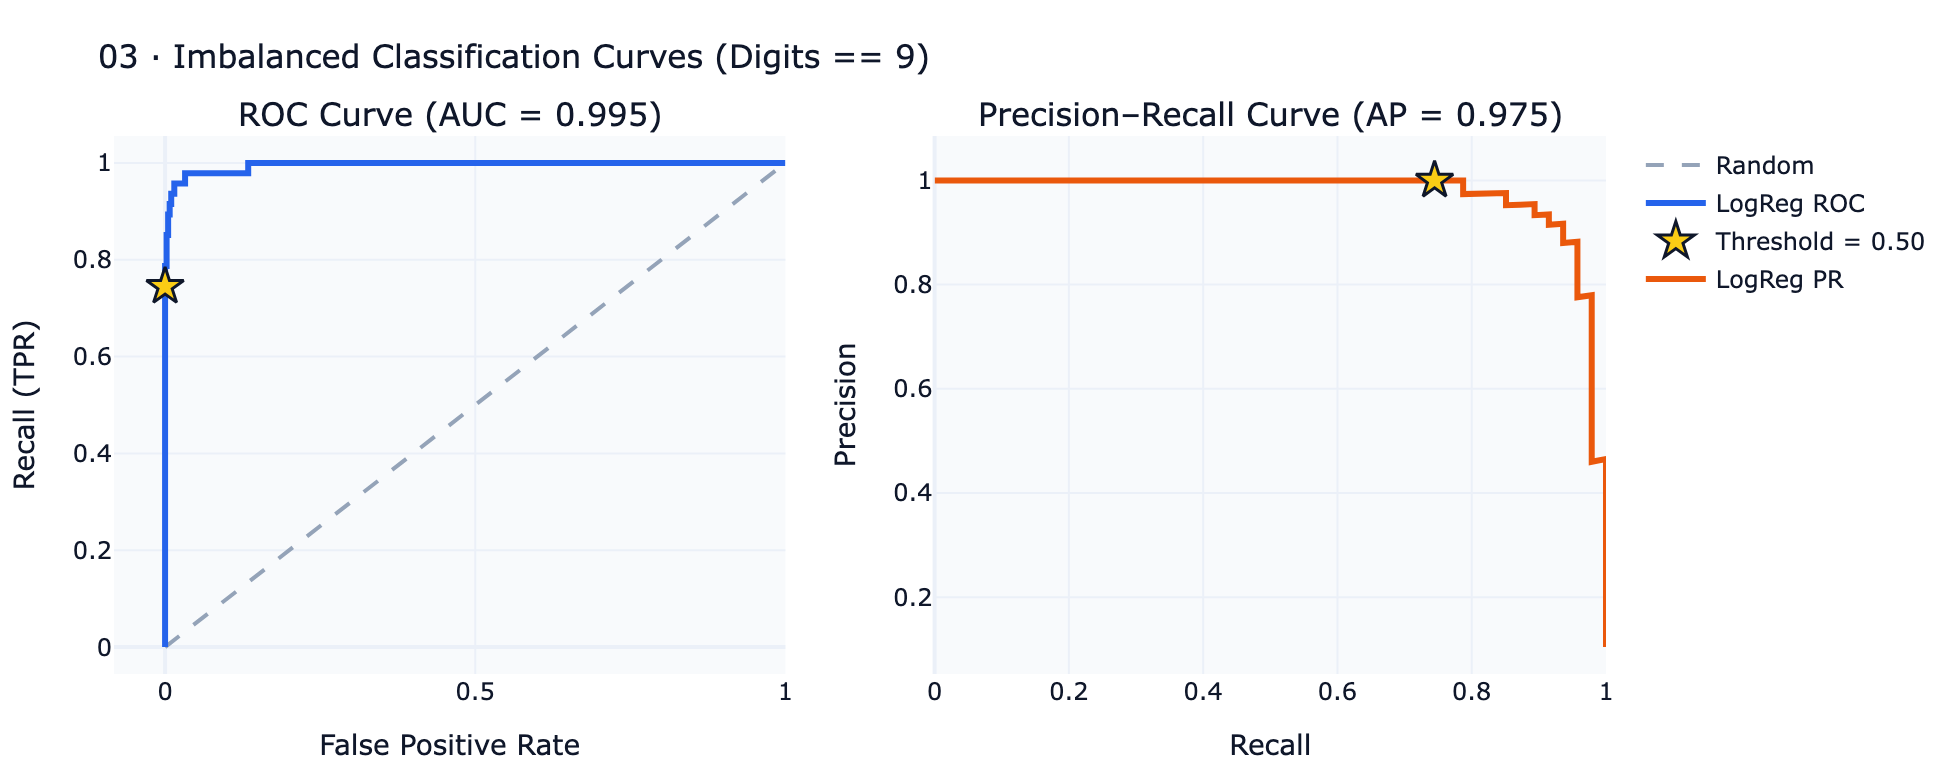 03 · Imbalanced Classification Curves (Digits == 9)
ROC Curve (AUC = 0.995)
1
0.8
0.6
0.4
0.2
0
Recall (TPR)
0
0.5
1
False Positive Rate
Precision–Recall Curve (AP = 0.975)
1
0.8
0.6
0.4
0.2
Precision
0
0.2
0.4
0.6
0.8
1
Recall
Random
LogReg ROC
Threshold = 0.50
LogReg PR